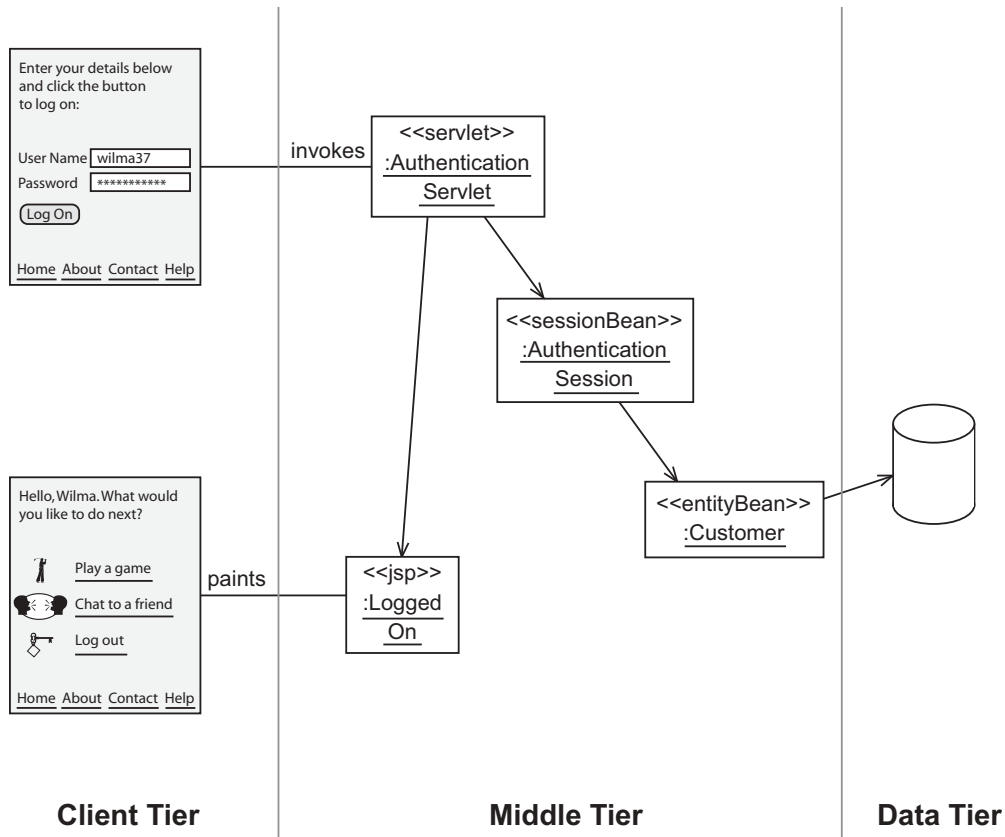 Enter your details below
and click the button
to log on:
User Name wilma37
Password ***********
Log On
Home About Contact Help
invokes
<<servlet>>
:Authentication
Servlet
<<sessionBean>>
:Authentication
Session
<<entityBean>>
:Customer
Hello, Wilma. What would
you like to do next?
Play a game
Chat to a friend
Log out
Home About Contact Help
paints
<<jsp>>
:Logged
On
Client Tier
Middle Tier
Data Tier